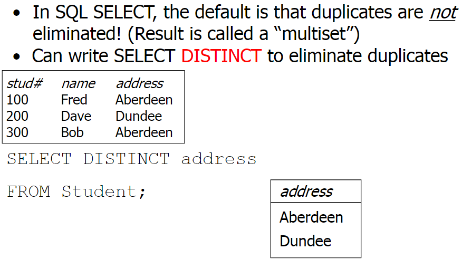 • In SQL SELECT, the default is that duplicates are not
eliminated! (Result is called a “multiset”)
• Can write SELECT DISTINCT to eliminate duplicates
stud# name address
100 Fred Aberdeen
200 Dave Dundee
300 Bob Aberdeen
SELECT DISTINCT address
FROM Student;
address
Aberdeen
Dundee